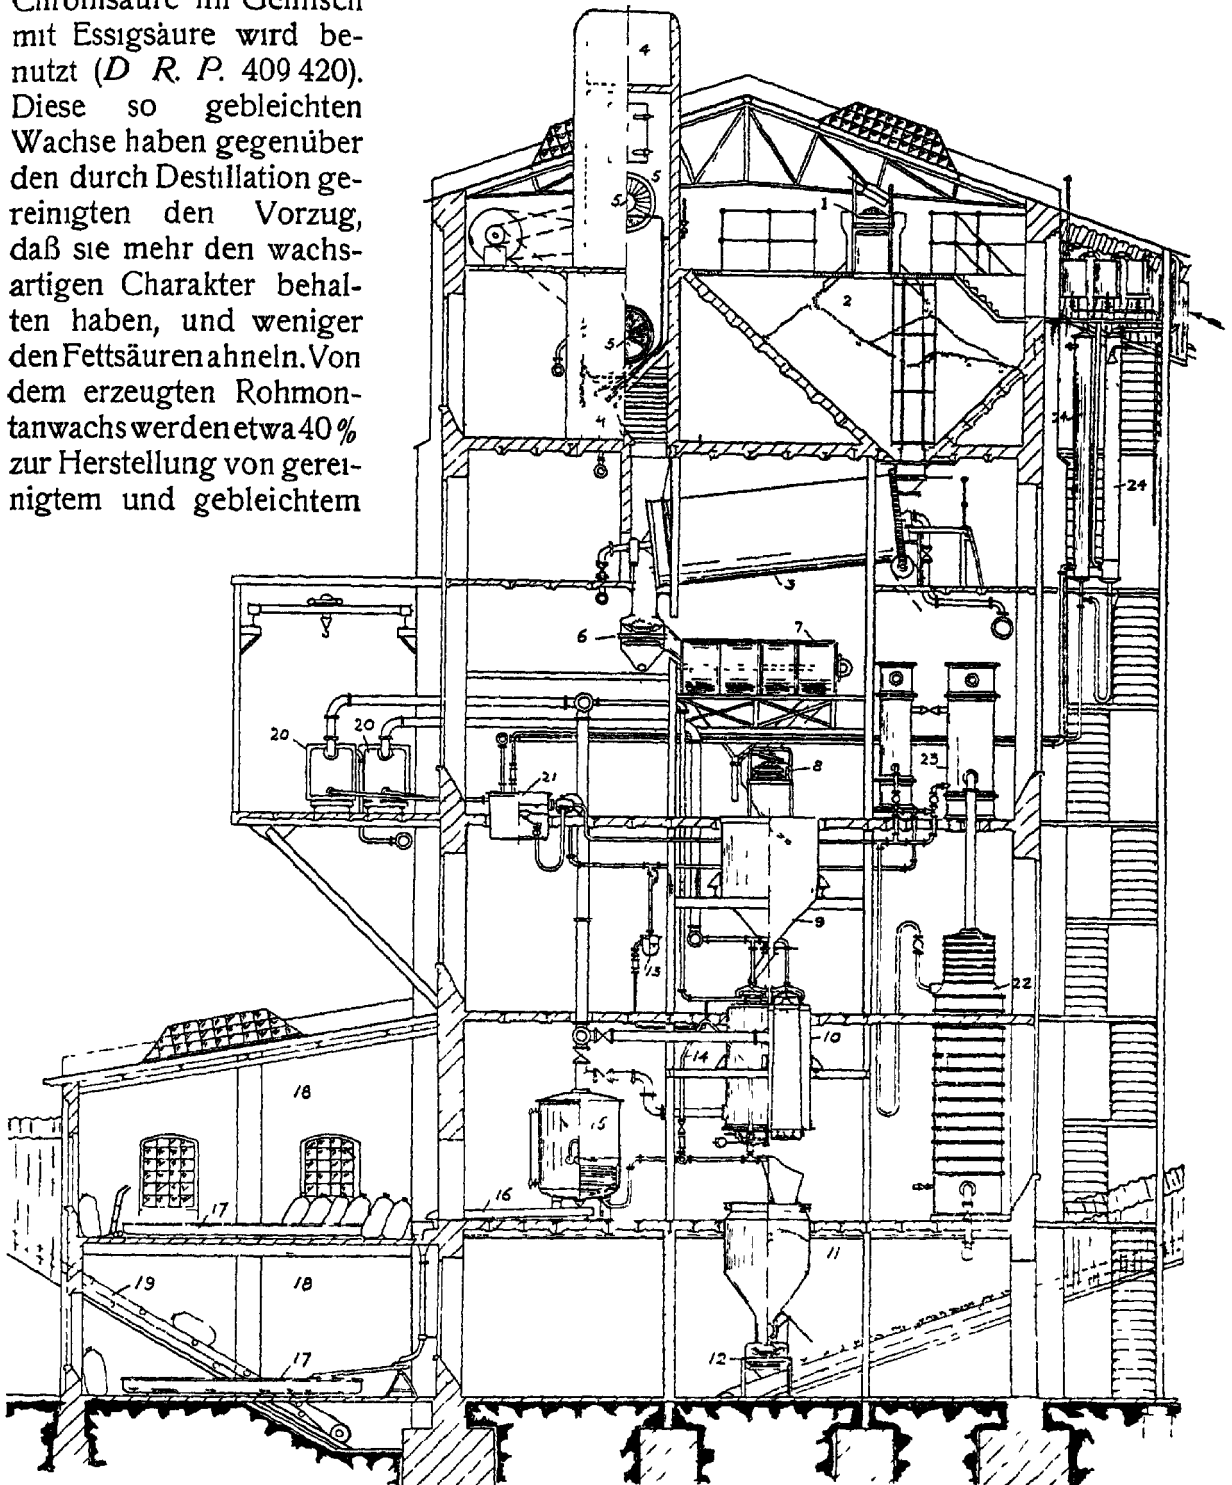 Chromsäure im Gemisch
mit Essigsäure wird be-
nutzt (D R. P. 409 420).
Diese so gebleichten
Wachse haben gegenüber
den durch Destillation ge-
reinigten den Vorzug,
daß sie mehr den wachs-
artigen Charakter behal-
ten haben, und weniger
den Fettsäuren ähneln. Von
dem erzeugten Rohmon-
tanwachs werden etwa 40 %
zur Herstellung von gerei-
nigtem und gebleichtem
4
5
1
5
2
5
4
24
24
3
6
7
20
20
8
21
23
9
13
22
10
14
18
15
16
17
11
19
18
17
12